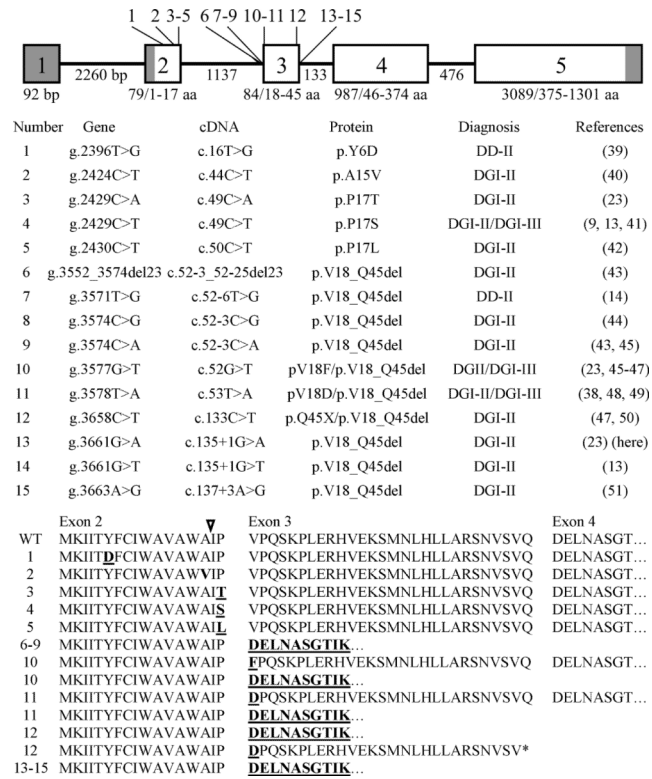 1 2 3-5 6 7-9 10-11 12 13-15
1 2 3 4 5
2260 bp 1137 133 476
92 bp 79/1-17 aa 84/18-45 aa 987/46-374 aa 3089/375-1301 aa
Number Gene cDNA Protein Diagnosis References
1 g.2396T>G c.16T>G p.Y6D DD-II (39)
2 g.2424C>T c.44C>T p.A15V DGI-II (40)
3 g.2429C>A c.49C>A p.P17T DGI-II (23)
4 g.2429C>T c.49C>T p.P17S DGI-II/DGI-III (9, 13, 41)
5 g.2430C>T c.50C>T p.P17L DGI-II (42)
6 g.3552_3574del23 c.52-3_52-25del23 p.V18_Q45del DGI-II (43)
7 g.3571T>G c.52-6T>G p.V18_Q45del DD-II (14)
8 g.3574C>G c.52-3C>G p.V18_Q45del DGI-II (44)
9 g.3574C>A c.52-3C>A p.V18_Q45del DGI-II (43, 45)
10 g.3577G>T c.52G>T pV18F/p.V18_Q45del DGII/DGI-III (23, 45-47)
11 g.3578T>A c.53T>A pV18D/p.V18_Q45del DGI-II/DGI-III (38, 48, 49)
12 g.3658C>T c.133C>T p.Q45X/p.V18_Q45del DGI-II (47, 50)
13 g.3661G>A c.135+1G>A p.V18_Q45del DGI-II (23) (here)
14 g.3661G>T c.135+1G>T p.V18_Q45del DGI-II (13)
15 g.3663A>G c.137+3A>G p.V18_Q45del DGI-II (51)
Exon 2 Exon 3 Exon 4
WT MKIITYFCIWAVAWAIP VPQSKPLERHVEKSMNLHLLARSNVSVQ DELNASGT...
1 MKIITDFCIWAVAWAIP VPQSKPLERHVEKSMNLHLLARSNVSVQ DELNASGT...
2 MKIITYFCIWAVAWVIP VPQSKPLERHVEKSMNLHLLARSNVSVQ DELNASGT...
3 MKIITYFCIWAVAWAIT VPQSKPLERHVEKSMNLHLLARSNVSVQ DELNASGT...
4 MKIITYFCIWAVAWAIS VPQSKPLERHVEKSMNLHLLARSNVSVQ DELNASGT...
5 MKIITYFCIWAVAWAIL VPQSKPLERHVEKSMNLHLLARSNVSVQ DELNASGT...
6-9 MKIITYFCIWAVAWAIP DELNASGTIK...
10 MKIITYFCIWAVAWAIP FPQSKPLERHVEKSMNLHLLARSNVSVQ DELNASGT...
10 MKIITYFCIWAVAWAIP DELNASGTIK...
11 MKIITYFCIWAVAWAIP DPQSKPLERHVEKSMNLHLLARSNVSVQ DELNASGT...
11 MKIITYFCIWAVAWAIP DELNASGTIK...
12 MKIITYFCIWAVAWAIP DELNASGTIK...
12 MKIITYFCIWAVAWAIP DPQSKPLERHVEKSMNLHLLARSNVSV*
13-15 MKIITYFCIWAVAWAIP DELNASGTIK...